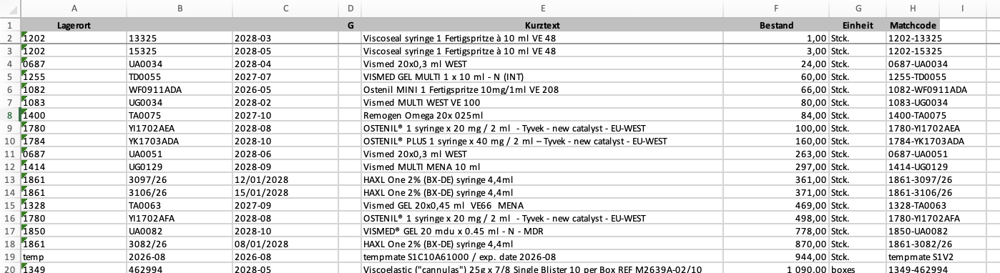 A B C D E F G H I
1 Lagerort G Kurztext Bestand Einheit Matchcode
2 1202 13325 2028-03 Viscoseal syringe 1 Fertigspritze à 10 ml VE 48 1,00 Stck. 1202-13325
3 1202 15325 2028-05 Viscoseal syringe 1 Fertigspritze à 10 ml VE 48 3,00 Stck. 1202-15325
4 0687 UA0034 2028-04 Vismed 20x0,3 ml WEST 24,00 Stck. 0687-UA0034
5 1255 TD0055 2027-07 VISMED GEL MULTI 1 x 10 ml - N (INT) 60,00 Stck. 1255-TD0055
6 1082 WF0911ADA 2026-05 Ostenil MINI 1 Fertigspritze 10mg/1ml VE 208 66,00 Stck. 1082-WF0911ADA
7 1083 UG0034 2028-02 Vismed MULTI WEST VE 100 80,00 Stck. 1083-UG0034
8 1400 TA0075 2027-10 Remogen Omega 20x 025ml 84,00 Stck. 1400-TA0075
9 1780 YI1702AEA 2028-08 OSTENIL® 1 syringe x 20 mg / 2 ml - Tyvek - new catalyst - EU-WEST 100,00 Stck. 1780-YI1702AEA
10 1784 YK1703ADA 2028-10 OSTENIL® PLUS 1 syringe x 40 mg / 2 ml – Tyvek - new catalyst - EU-WEST 160,00 Stck. 1784-YK1703ADA
11 0687 UA0051 2028-06 Vismed 20x0,3 ml WEST 263,00 Stck. 0687-UA0051
12 1414 UG0129 2028-09 Vismed MULTI MENA 10 ml 297,00 Stck. 1414-UG0129
13 1861 3097/26 12/01/2028 HAXL One 2% (BX-DE) syringe 4,4ml 361,00 Stck. 1861-3097/26
14 1861 3106/26 15/01/2028 HAXL One 2% (BX-DE) syringe 4,4ml 371,00 Stck. 1861-3106/26
15 1328 TA0063 2027-09 Vismed GEL 20x0,45 ml VE66 MENA 469,00 Stck. 1328-TA0063
16 1780 YI1702AFA 2028-08 OSTENIL® 1 syringe x 20 mg / 2 ml - Tyvek - new catalyst - EU-WEST 498,00 Stck. 1780-YI1702AFA
17 1850 UA0082 2028-10 VISMED® GEL 20 mdu x 0.45 ml - N - MDR 778,00 Stck. 1850-UA0082
18 1861 3082/26 08/01/2028 HAXL One 2% (BX-DE) syringe 4,4ml 870,00 Stck. 1861-3082/26
19 temp 2026-08 2026-08 tempmate S1C10A61000 / exp. date 2026-08 944,00 Stck. tempmate S1V2
20 1349 462994 2028-05 Viscoelastic ("cannulas") 25g x 7/8 Single Blister 10 per Box REF M2639A-02/10 1 090,00 boxes 1349-462994